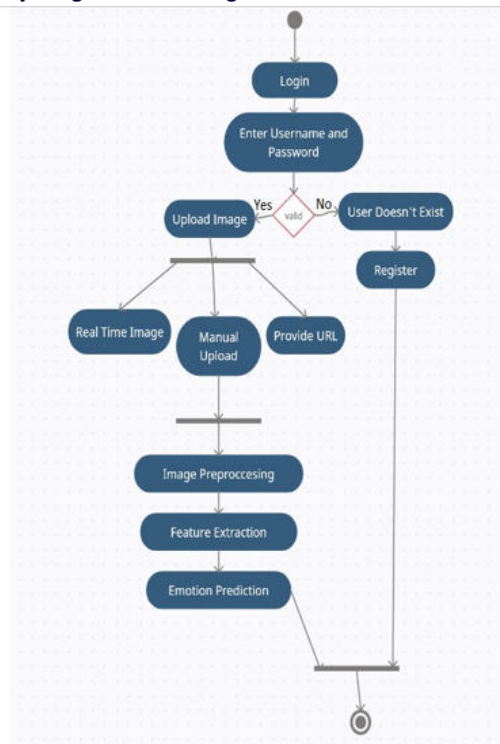 Login
Enter Username and
Password
valid
Yes
No
Upload Image
User Doesn't Exist
Register
Real Time Image
Manual
Upload
Provide URL
Image Preproccesing
Feature Extraction
Emotion Prediction